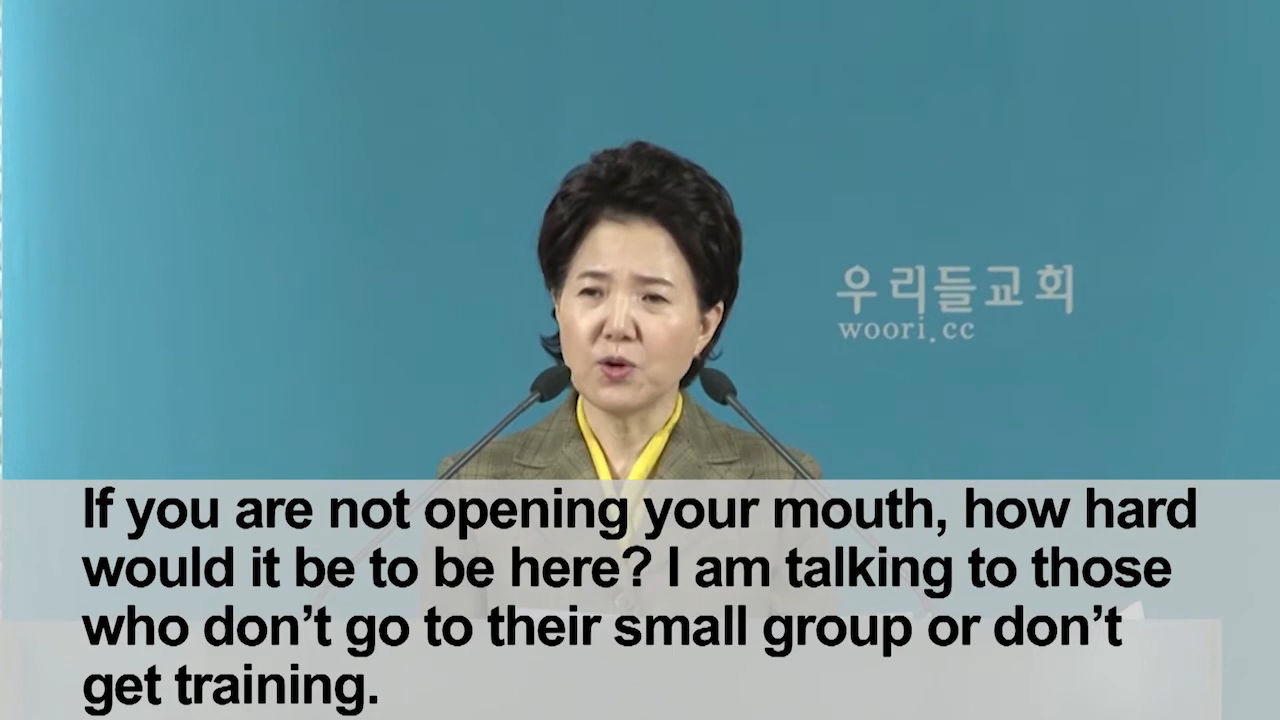 우리들교회
woori.cc
If you are not opening your mouth, how hard
would it be to be here? I am talking to those
who don’t go to their small group or don’t
get training.